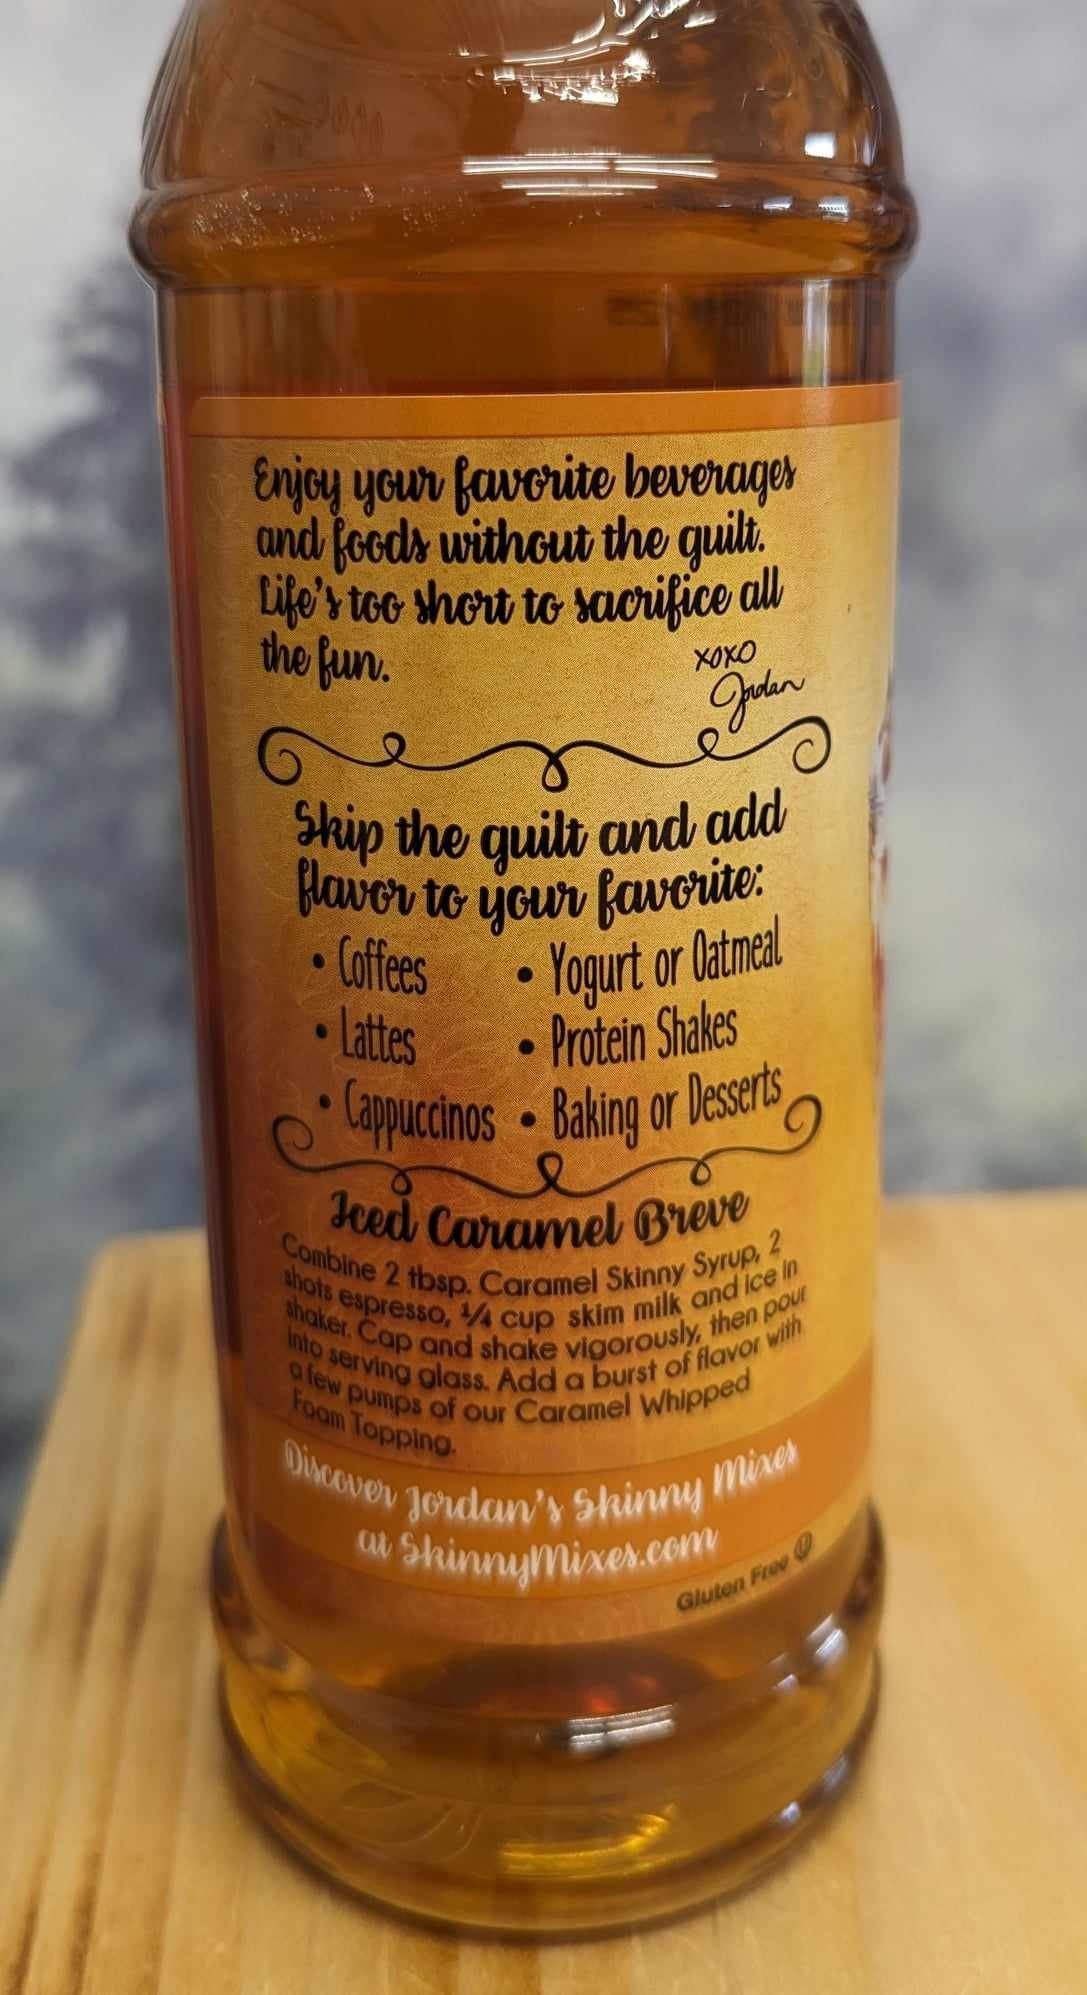 Enjoy your favorite beverages
and foods without the guilt.
Life's too short to sacrifice all
the fun.
xoxo
Jordan
Skip the guilt and add
flavor to your favorite:
• Coffees
• Lattes
• Cappuccinos
• Yogurt or Oatmeal
• Protein Shakes
• Baking or Desserts
Iced Caramel Breve
Combine 2 tbsp. Caramel Skinny Syrup, 2
shots espresso, ¼ cup skim milk and ice in
shaker. Cap and shake vigorously, then pour
into serving glass. Add a burst of flavor with
a few pumps of our Caramel Whipped
Foam Topping.
Discover Jordan's Skinny Mixes
at SkinnyMixes.com
Gluten Free U